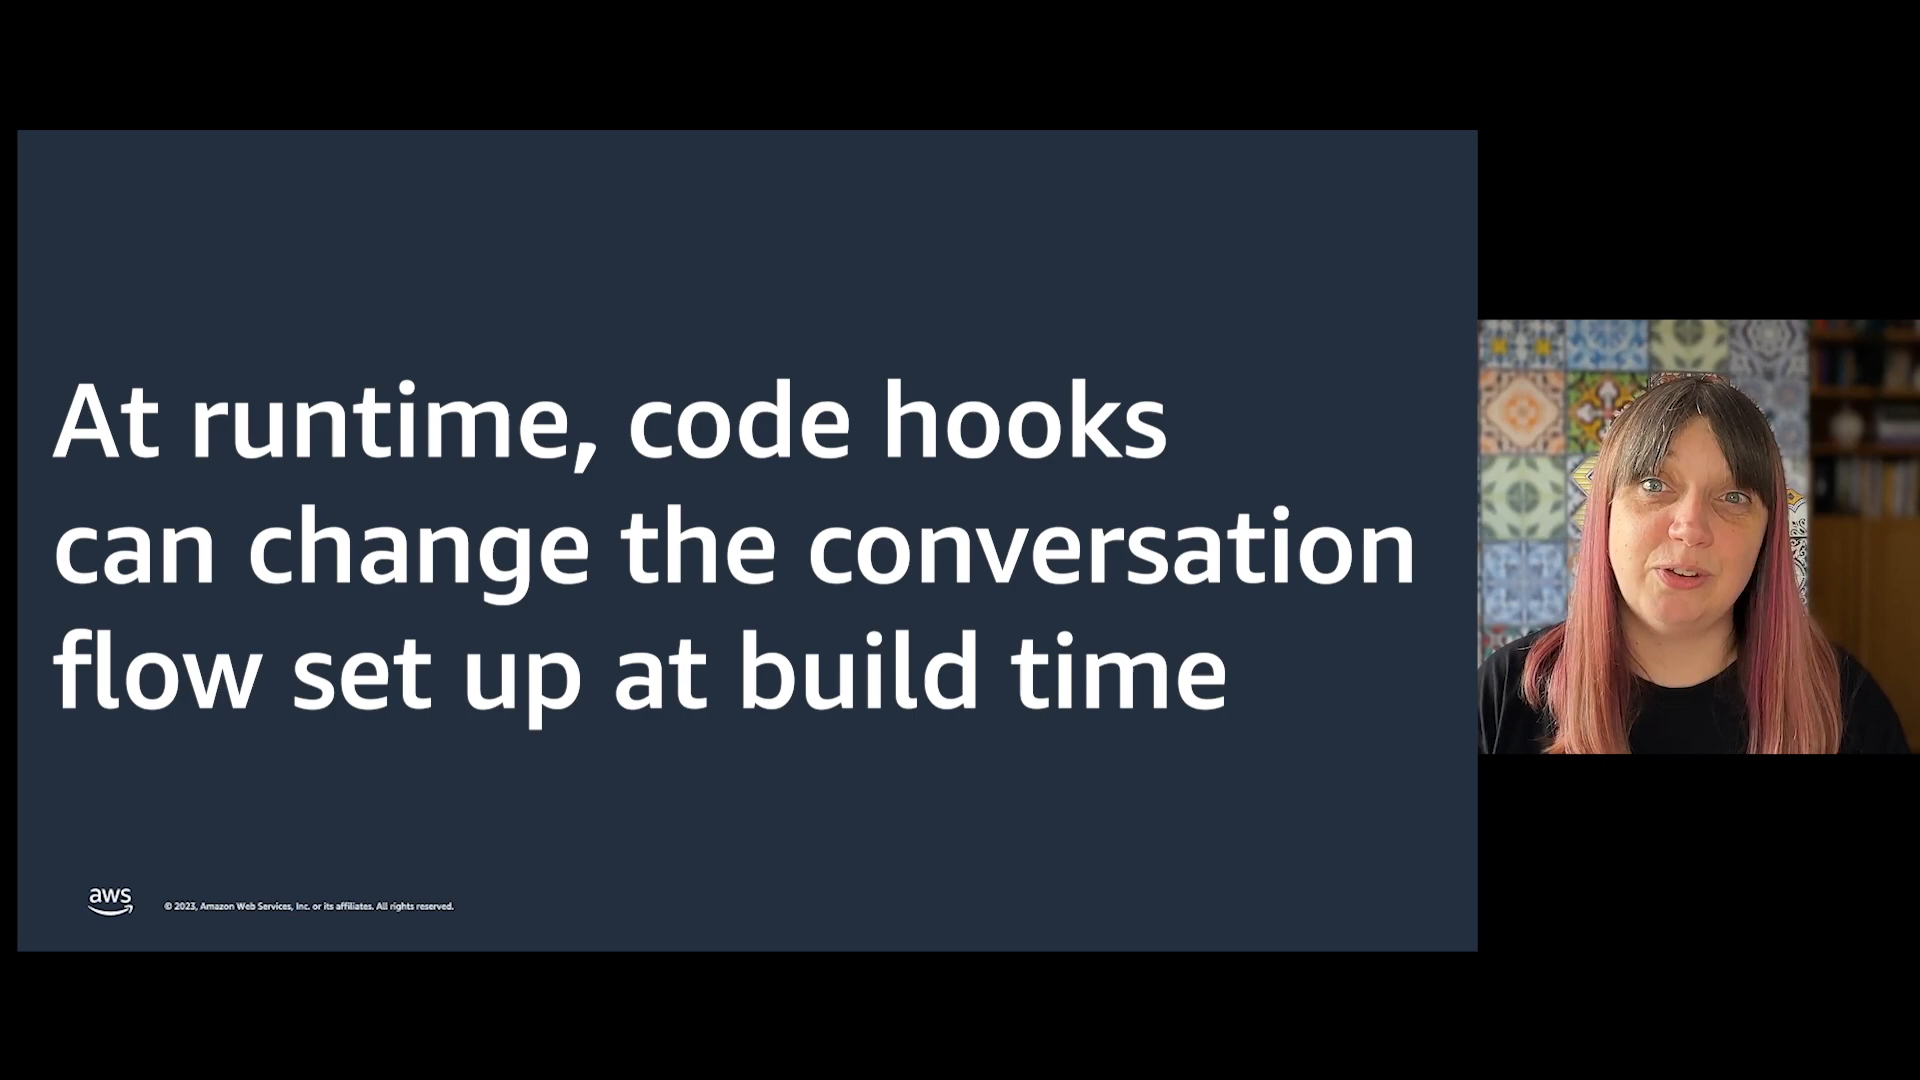 At runtime, code hooks
can change the conversation
flow set up at build time
aws
© 2023, Amazon Web Services, Inc. or its affiliates. All rights reserved.